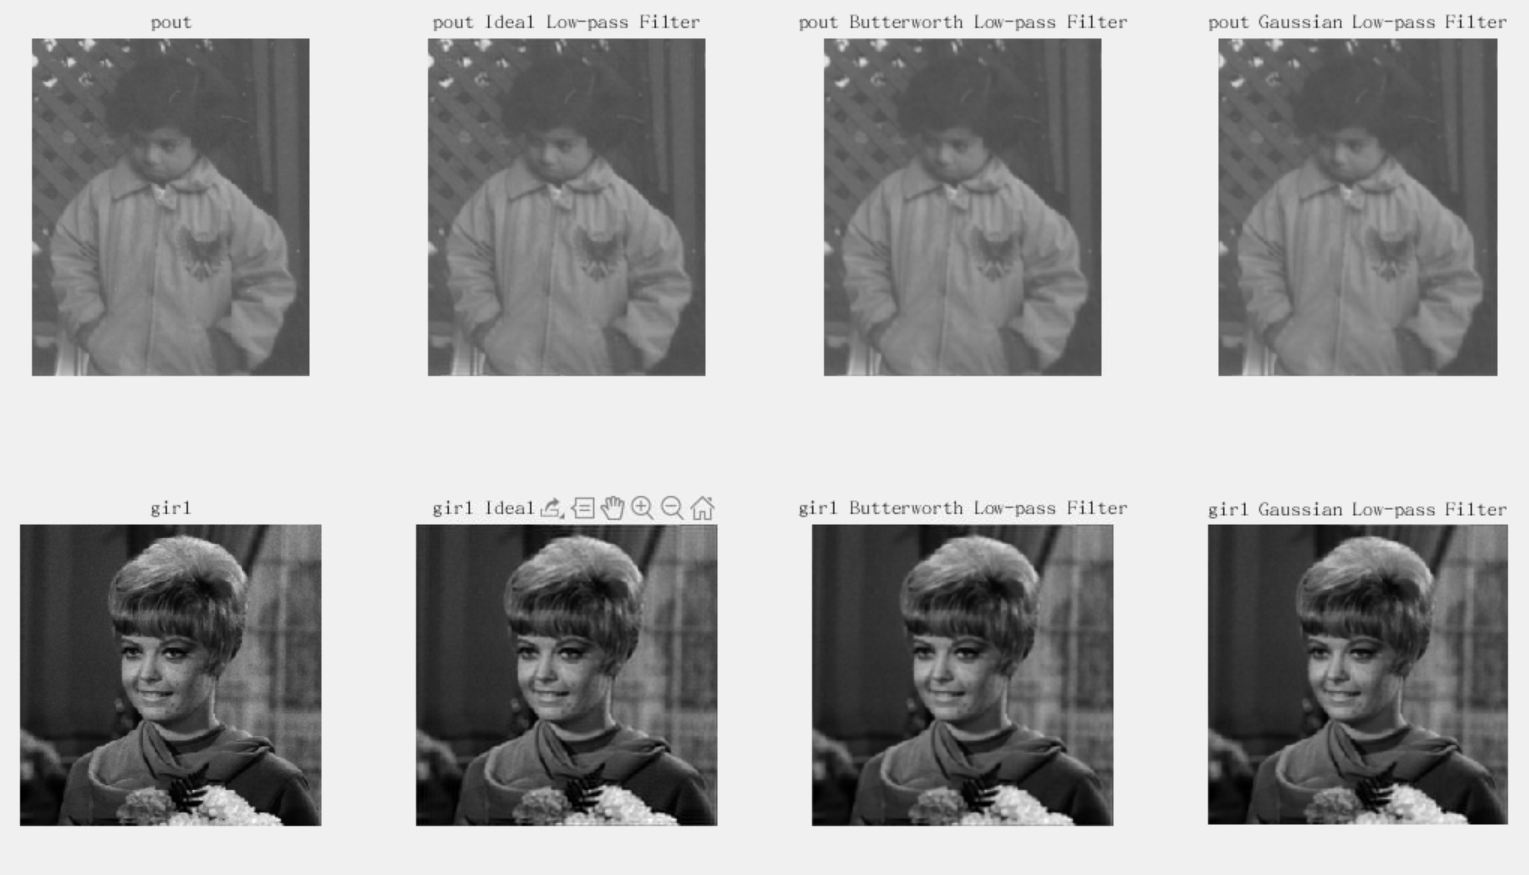 pout
pout Ideal Low-pass Filter
pout Butterworth Low-pass Filter
pout Gaussian Low-pass Filter
girl
girl Ideal
girl Butterworth Low-pass Filter
girl Gaussian Low-pass Filter